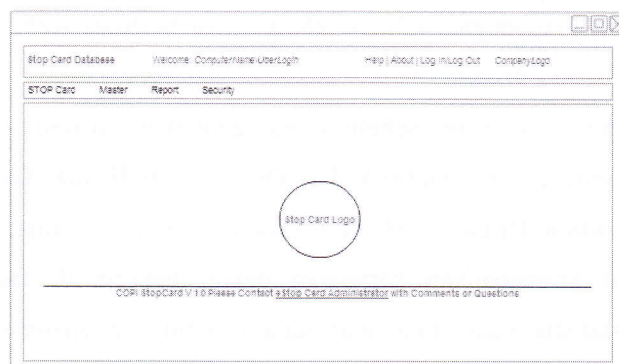 Stop Card Database Welcome ComputerName\UserLogin Help | About | Log In/Log Out CompanyLogo
STOP Card Master Report Security
Stop Card Logo
COPI StopCard V 1.0 Please Contact eStop Card Administrator with Comments or Questions